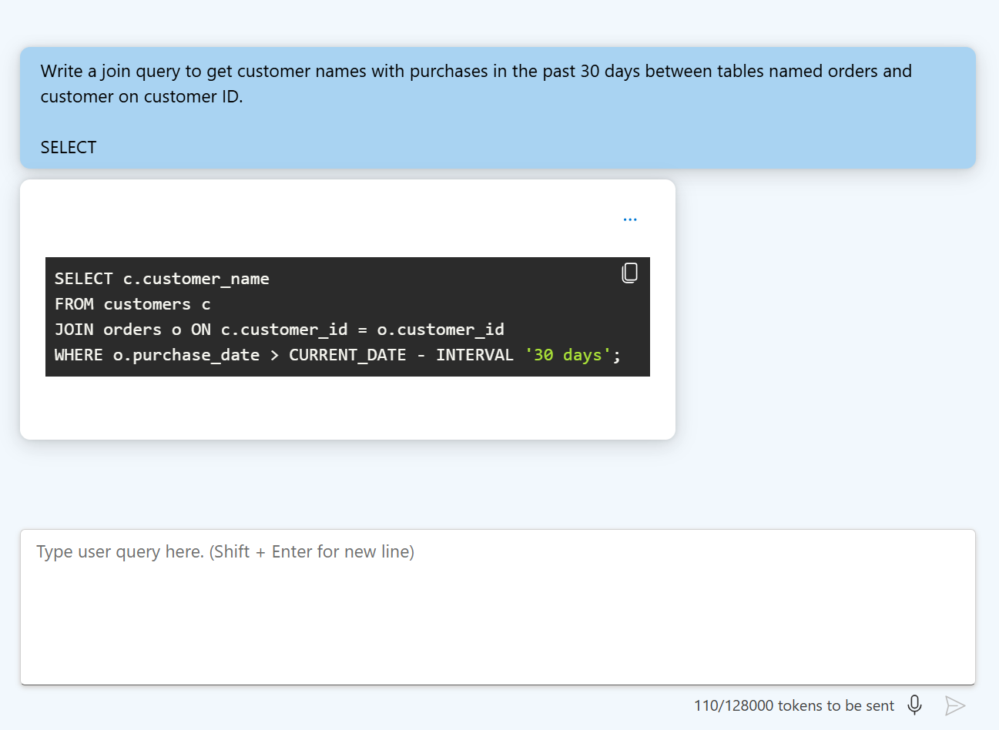 Write a join query to get customer names with purchases in the past 30 days between tables named orders and
customer on customer ID.
SELECT
...
SELECT c.customer_name
FROM customers c
JOIN orders o ON c.customer_id = o.customer_id
WHERE o.purchase_date > CURRENT_DATE - INTERVAL '30 days';
Type user query here. (Shift + Enter for new line)
110/128000 tokens to be sent